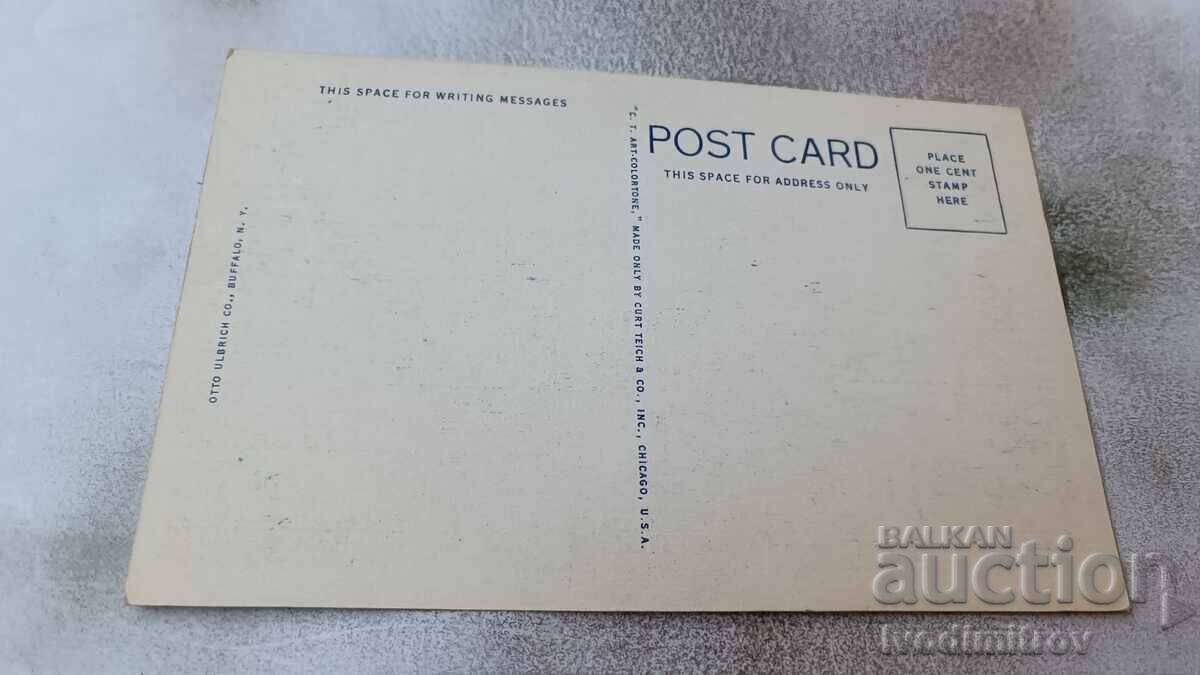 THIS SPACE FOR WRITING MESSAGES
OTTO ULBRICH CO., BUFFALO, N. Y.
"C. T. ART-COLORTONE," MADE ONLY BY CURT TEICH & CO., INC., CHICAGO, U.S.A.
POST CARD
THIS SPACE FOR ADDRESS ONLY
PLACE
ONE CENT
STAMP
HERE
BALKAN
auction
ivodimitrov